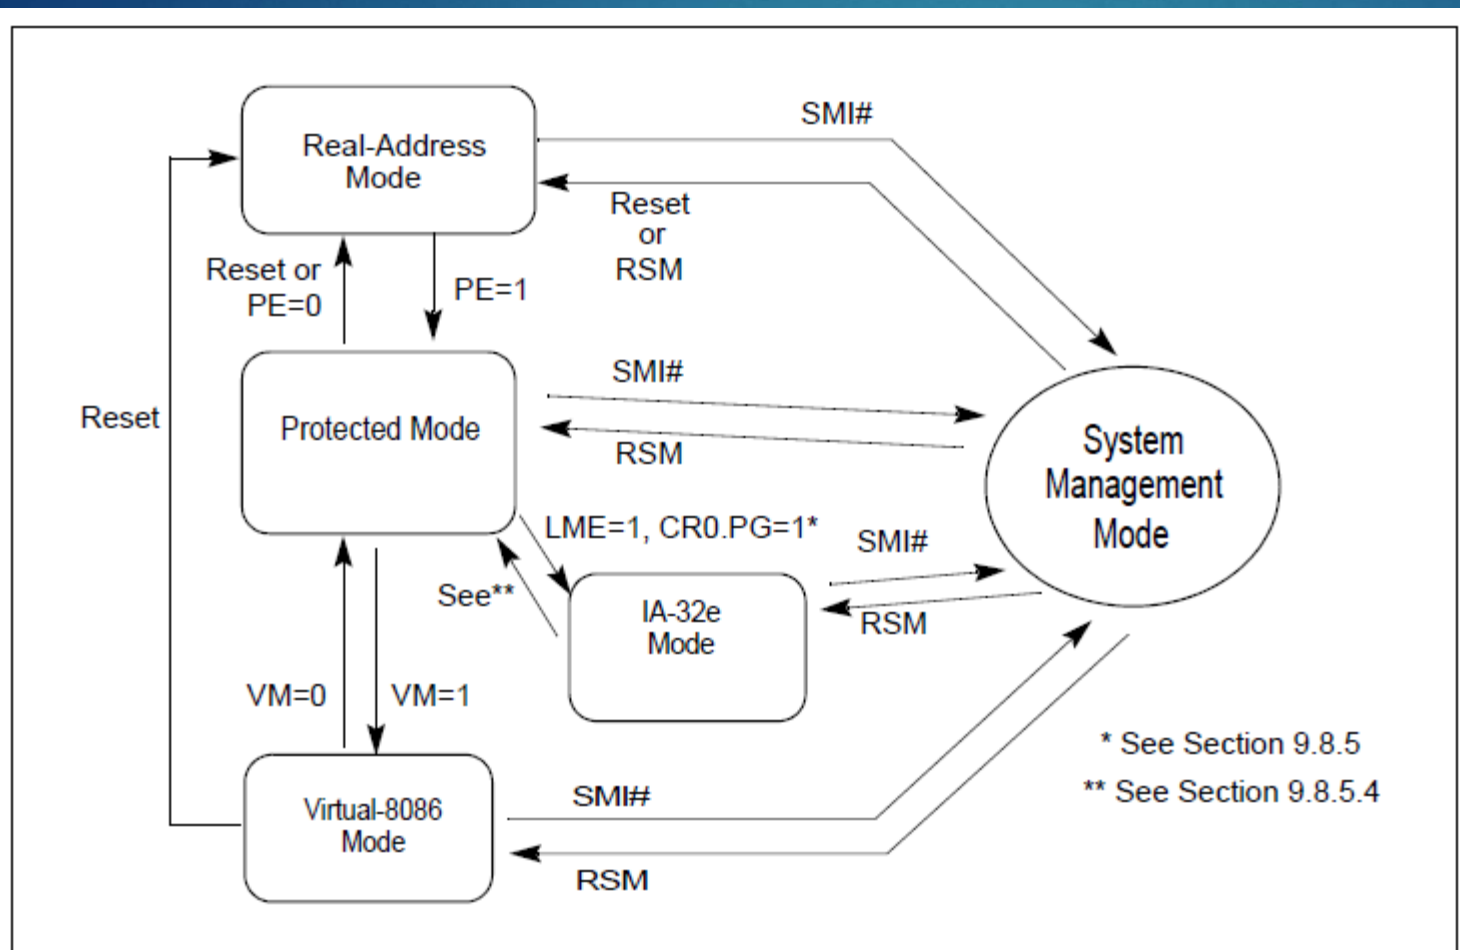 SMI#
Real-Address
Mode
Reset
or
RSM
Reset or
PE=0
PE=1
SMI#
Reset
Protected Mode
RSM
System
Management
Mode
LME=1, CR0.PG=1*
SMI#
See**
IA-32e
Mode
RSM
VM=0
VM=1
* See Section 9.8.5
** See Section 9.8.5.4
SMI#
Virtual-8086
Mode
RSM